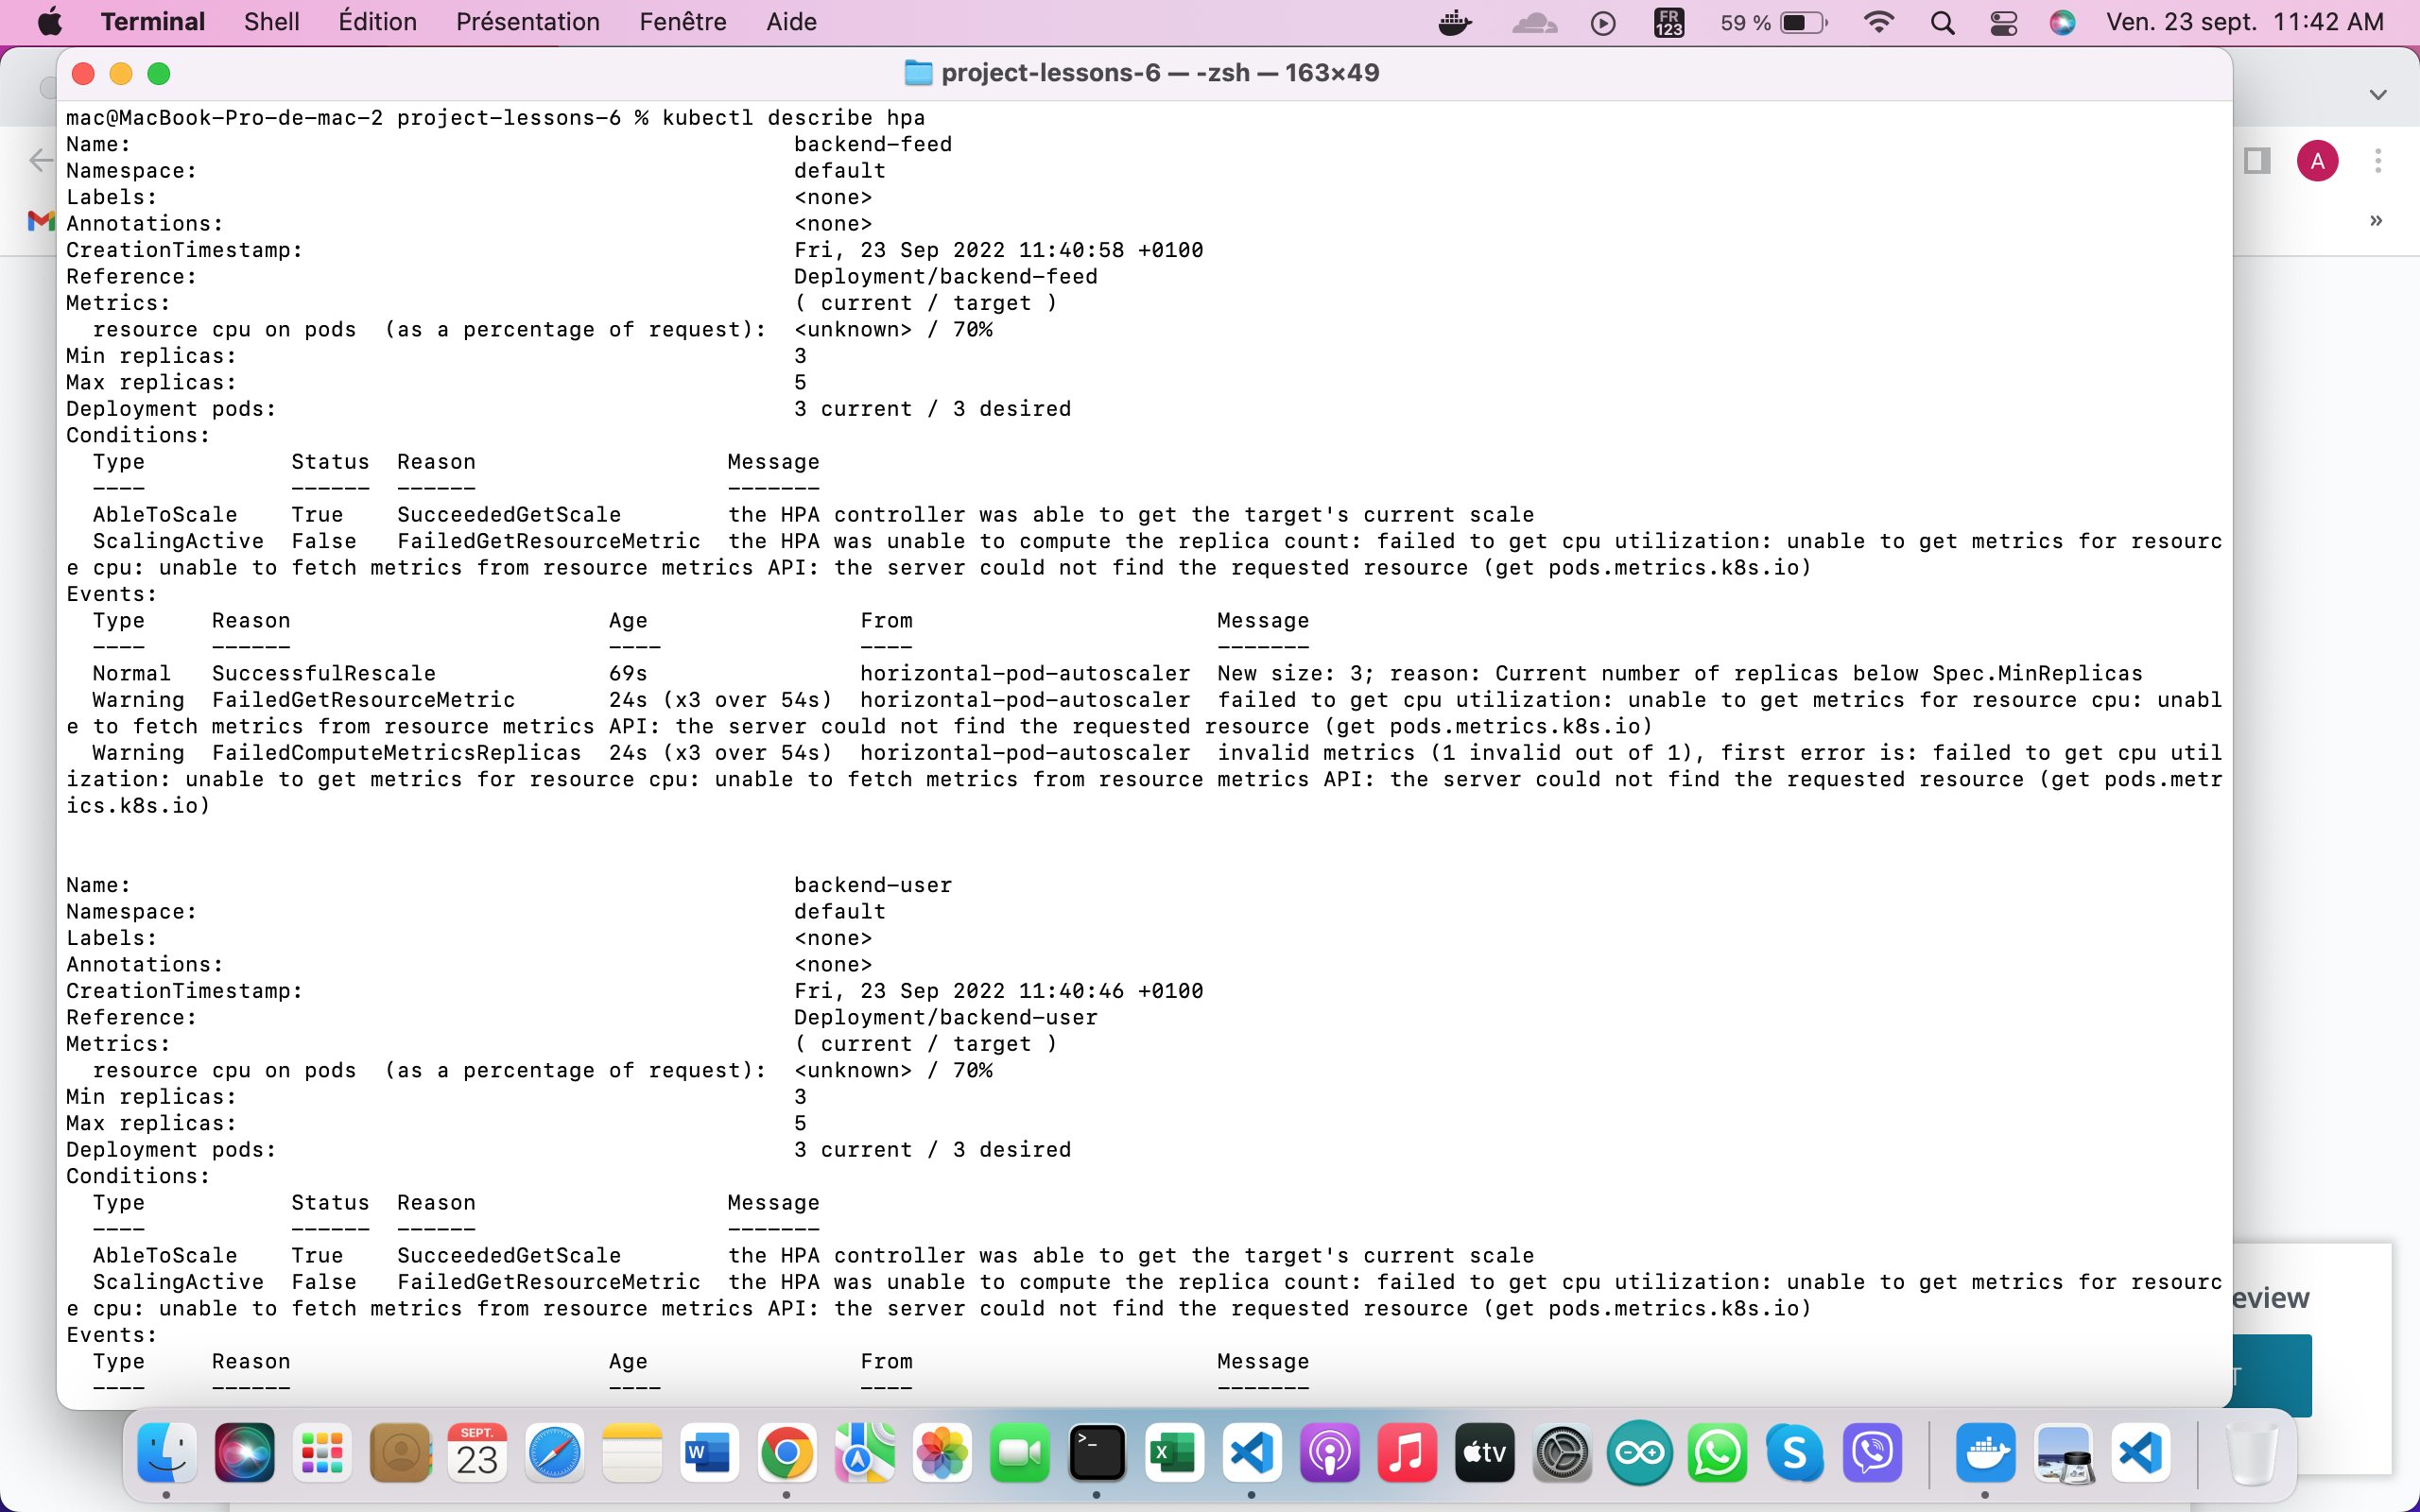 Terminal Shell Édition Présentation Fenêtre Aide FR 123 59 % Ven. 23 sept. 11:42 AM
project-lessons-6 — -zsh — 163×49
mac@MacBook-Pro-de-mac-2 project-lessons-6 % kubectl describe hpa
Name: backend-feed
Namespace: default
Labels: <none>
Annotations: <none>
CreationTimestamp: Fri, 23 Sep 2022 11:40:58 +0100
Reference: Deployment/backend-feed
Metrics: ( current / target )
resource cpu on pods (as a percentage of request): <unknown> / 70%
Min replicas: 3
Max replicas: 5
Deployment pods: 3 current / 3 desired
Conditions:
Type Status Reason Message
---- ------ ------ -------
AbleToScale True SucceededGetScale the HPA controller was able to get the target's current scale
ScalingActive False FailedGetResourceMetric the HPA was unable to compute the replica count: failed to get cpu utilization: unable to get metrics for resourc
e cpu: unable to fetch metrics from resource metrics API: the server could not find the requested resource (get pods.metrics.k8s.io)
Events:
Type Reason Age From Message
---- ------ ---- ---- -------
Normal SuccessfulRescale 69s horizontal-pod-autoscaler New size: 3; reason: Current number of replicas below Spec.MinReplicas
Warning FailedGetResourceMetric 24s (x3 over 54s) horizontal-pod-autoscaler failed to get cpu utilization: unable to get metrics for resource cpu: unabl
e to fetch metrics from resource metrics API: the server could not find the requested resource (get pods.metrics.k8s.io)
Warning FailedComputeMetricsReplicas 24s (x3 over 54s) horizontal-pod-autoscaler invalid metrics (1 invalid out of 1), first error is: failed to get cpu util
ization: unable to get metrics for resource cpu: unable to fetch metrics from resource metrics API: the server could not find the requested resource (get pods.metr
ics.k8s.io)
Name: backend-user
Namespace: default
Labels: <none>
Annotations: <none>
CreationTimestamp: Fri, 23 Sep 2022 11:40:46 +0100
Reference: Deployment/backend-user
Metrics: ( current / target )
resource cpu on pods (as a percentage of request): <unknown> / 70%
Min replicas: 3
Max replicas: 5
Deployment pods: 3 current / 3 desired
Conditions:
Type Status Reason Message
---- ------ ------ -------
AbleToScale True SucceededGetScale the HPA controller was able to get the target's current scale
ScalingActive False FailedGetResourceMetric the HPA was unable to compute the replica count: failed to get cpu utilization: unable to get metrics for resourc
e cpu: unable to fetch metrics from resource metrics API: the server could not find the requested resource (get pods.metrics.k8s.io)
Events:
Type Reason Age From Message
---- ------ ---- ---- -------
A
eview
SEPT.
23
tv